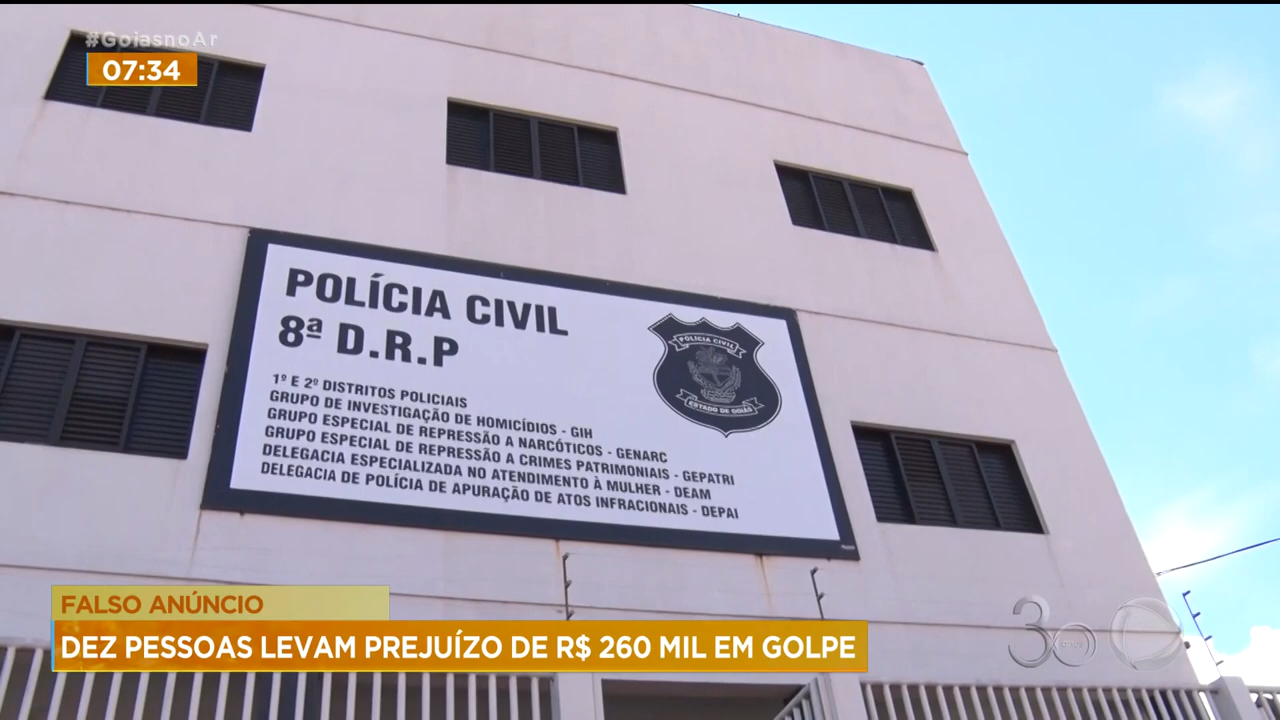 #GoiasnoAr
07:34
POLÍCIA CIVIL
8ª D.R.P
1º E 2º DISTRITOS POLICIAIS
GRUPO DE INVESTIGAÇÃO DE HOMICÍDIOS - GIH
GRUPO ESPECIAL DE REPRESSÃO A NARCÓTICOS - GENARC
GRUPO ESPECIAL DE REPRESSÃO A CRIMES PATRIMONIAIS - GEPATRI
DELEGACIA ESPECIALIZADA NO ATENDIMENTO À MULHER - DEAM
DELEGACIA DE POLÍCIA DE APURAÇÃO DE ATOS INFRACIONAIS - DEPAI
POLÍCIA CIVIL
ESTADO DE GOIÁS
FALSO ANÚNCIO
DEZ PESSOAS LEVAM PREJUÍZO DE R$ 260 MIL EM GOLPE
30